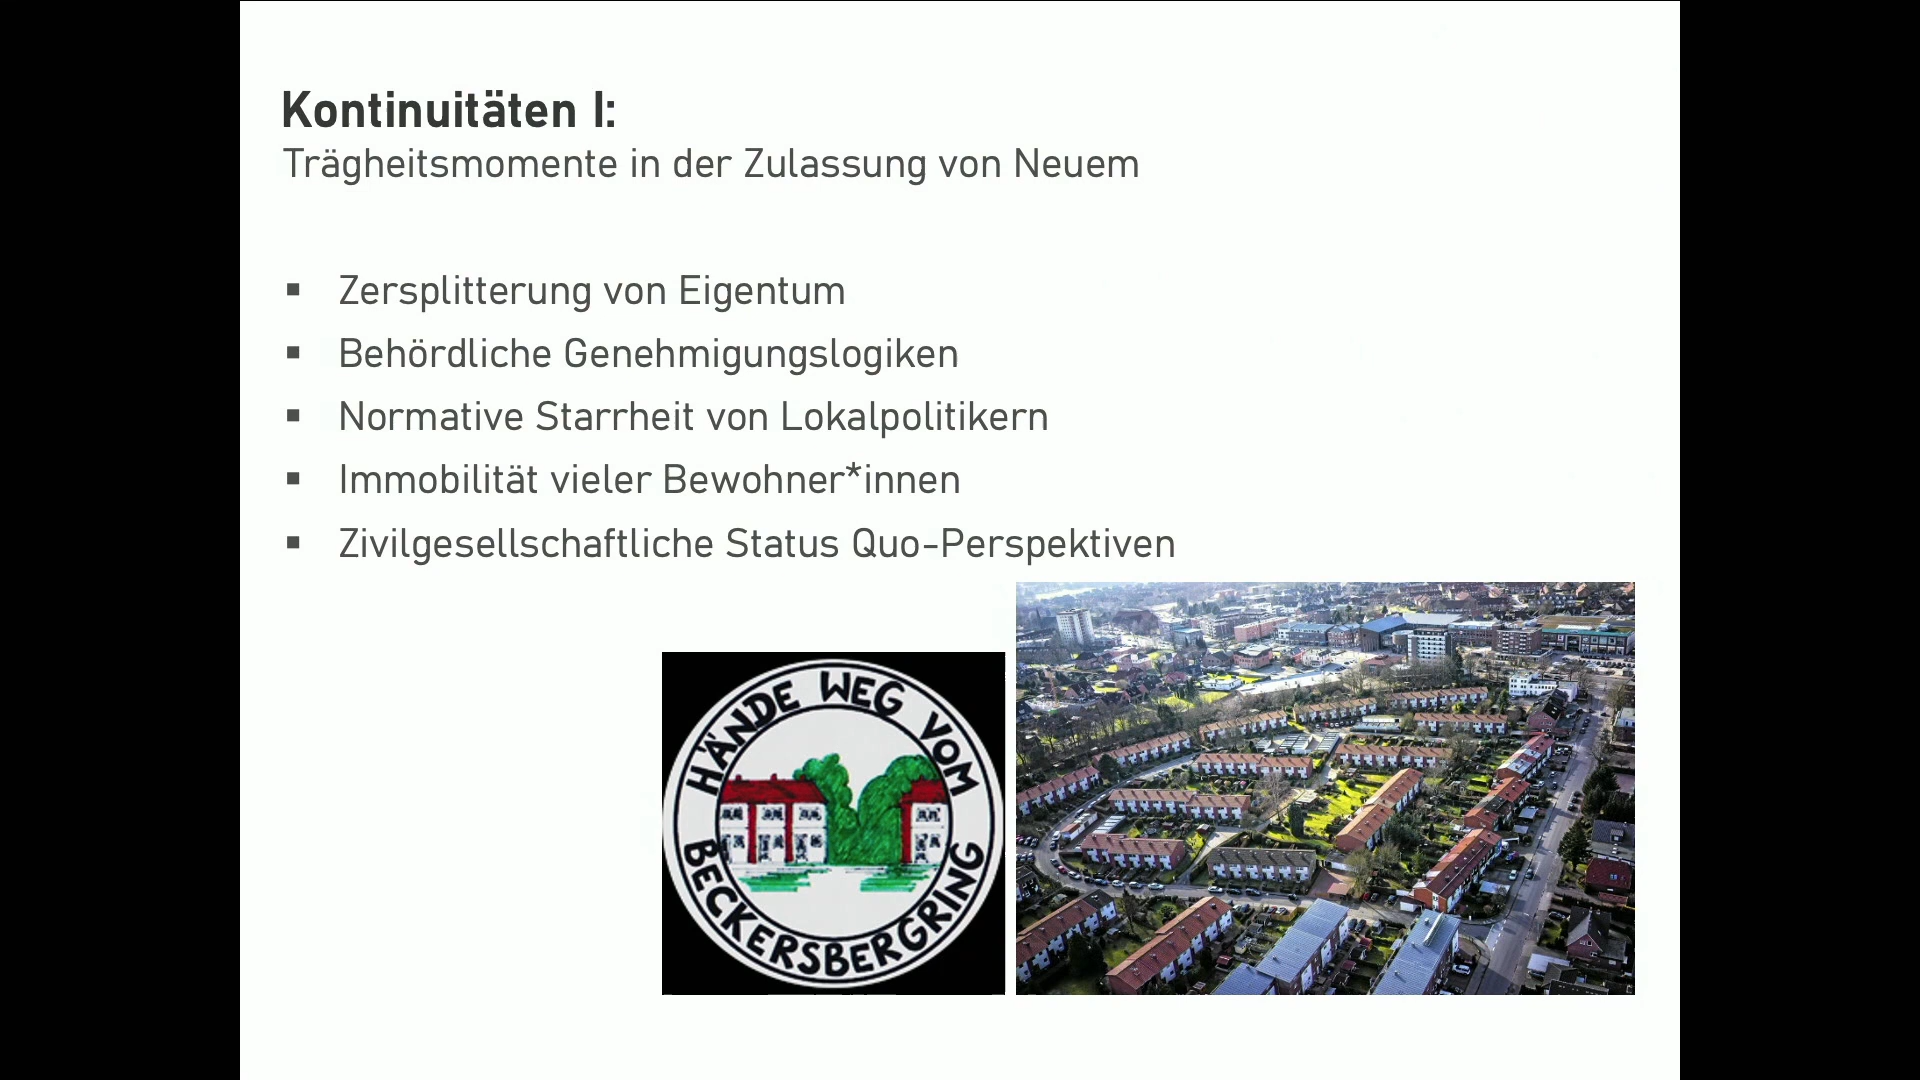 Kontinuitäten I:
Trägheitsmomente in der Zulassung von Neuem
▪ Zersplitterung von Eigentum
▪ Behördliche Genehmigungslogiken
▪ Normative Starrheit von Lokalpolitikern
▪ Immobilität vieler Bewohner*innen
▪ Zivilgesellschaftliche Status Quo-Perspektiven
HÄNDE WEG VOM
BECKERSBERGRING